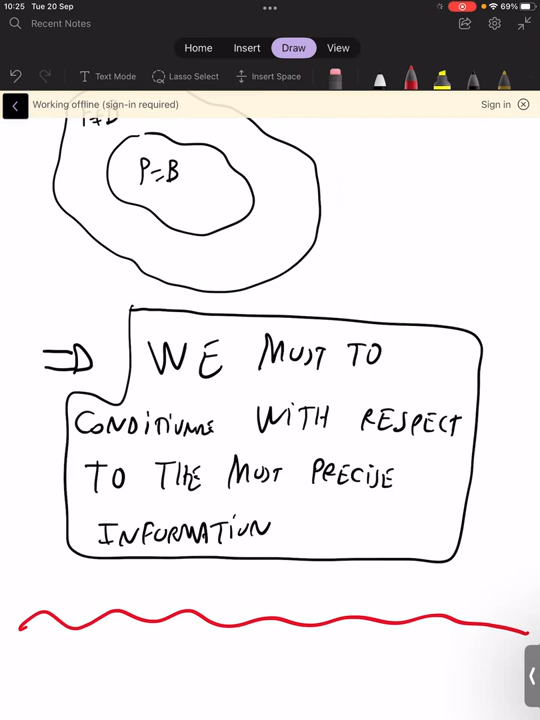 10:25 Tue 20 Sep
69%
Recent Notes
Home Insert Draw View
Text Mode Lasso Select Insert Space
Working offline (sign-in required) Sign in
P=B
⇒ WE MUST TO
WITH RESPECT
TO THE MOST PRECISE
INFORMATION